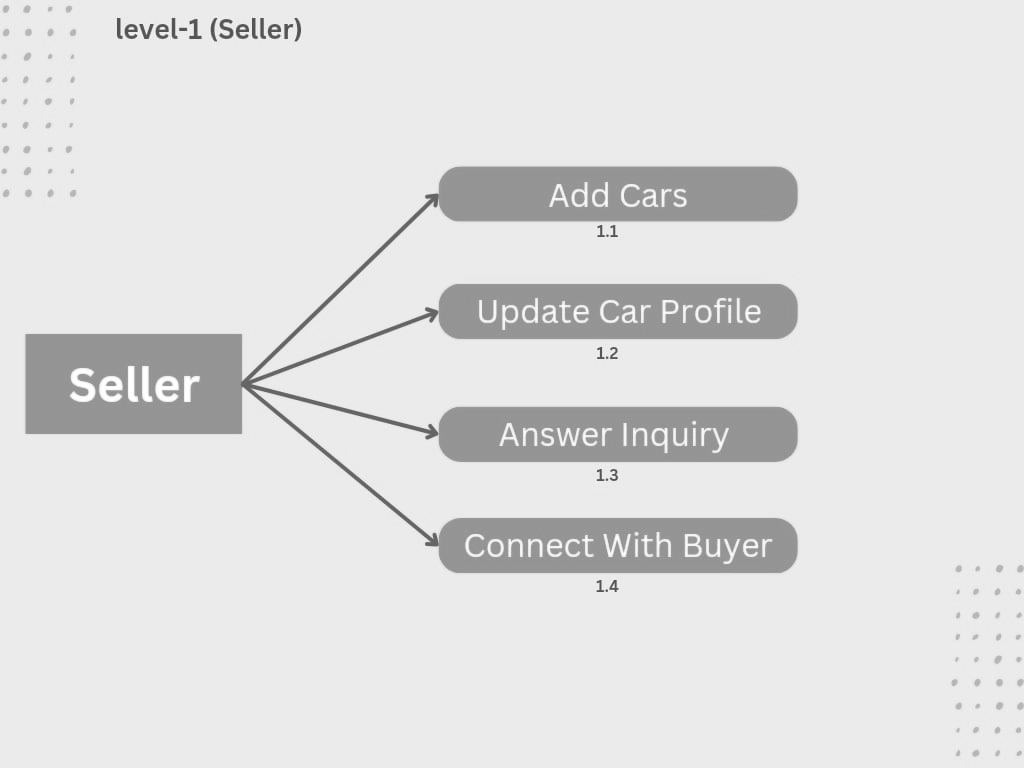 level-1 (Seller)
Add Cars
1.1
Update Car Profile
1.2
Seller
Answer Inquiry
1.3
Connect With Buyer
1.4